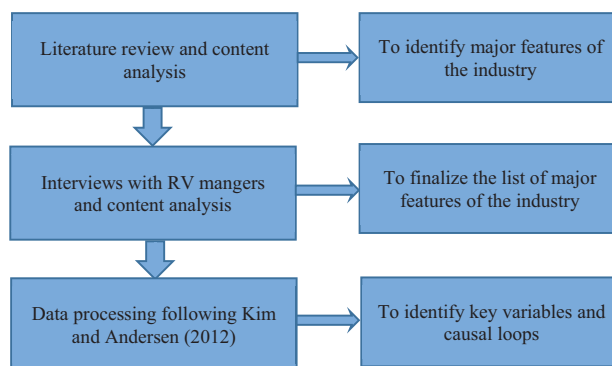 Literature review and content
analysis
To identify major features of
the industry
Interviews with RV mangers
and content analysis
To finalize the list of major
features of the industry
Data processing following Kim
and Andersen (2012)
To identify key variables and
causal loops